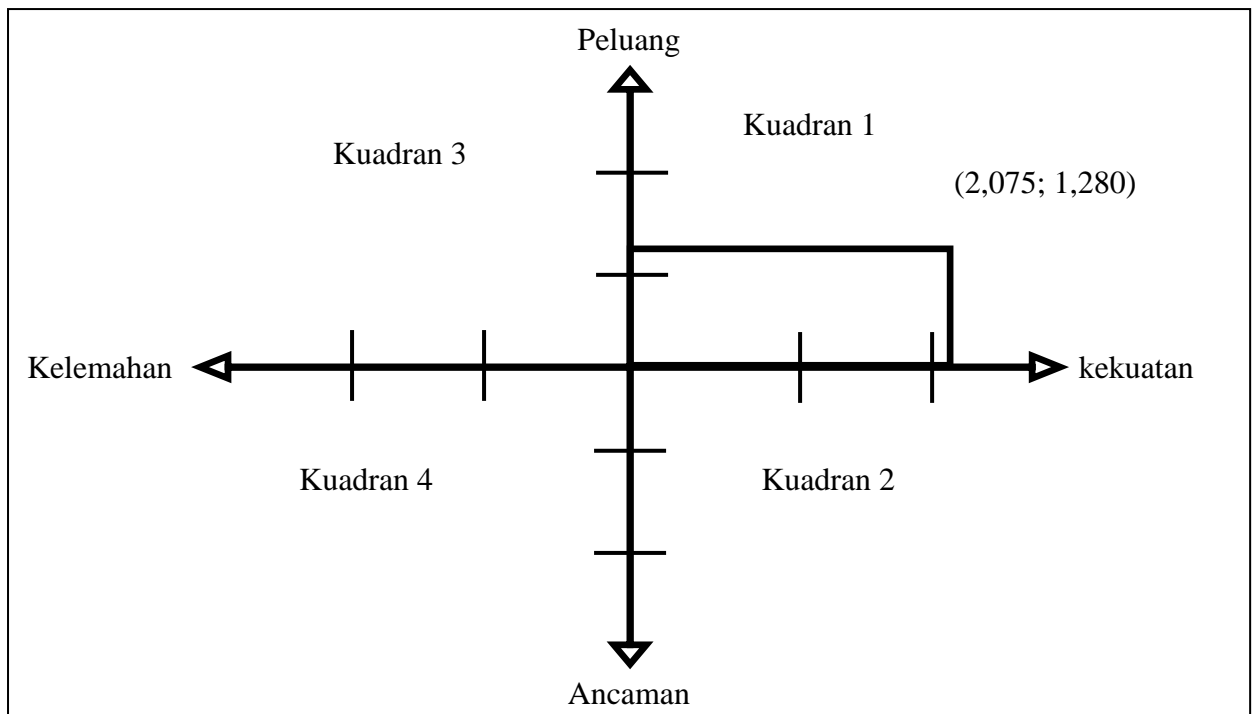 Peluang
Kuadran 1
Kuadran 3
(2,075; 1,280)
Kelemahan
kekuatan
Kuadran 4
Kuadran 2
Ancaman